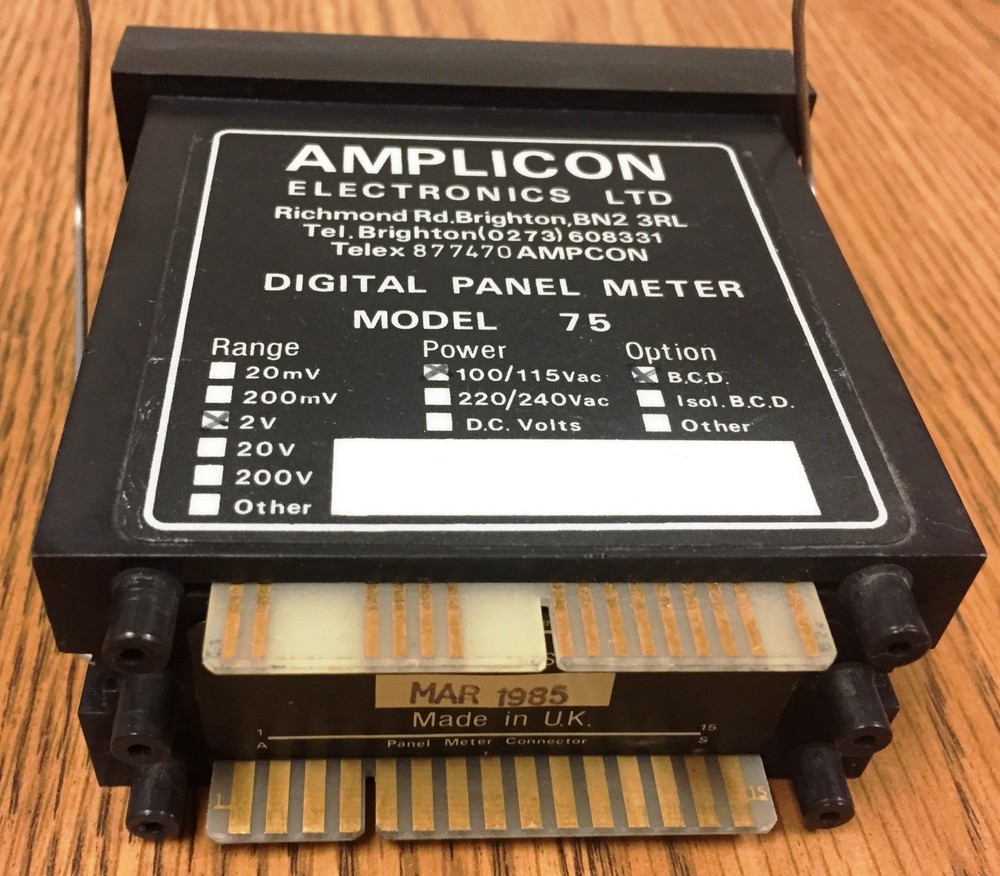 AMPLICON
ELECTRONICS LTD
Richmond Rd.Brighton,BN2 3RL
Tel.Brighton(0273)608331
Telex 877470 AMPCON
DIGITAL PANEL METER
MODEL 75
Range Power Option
20mV 100/115Vac B.C.D.
200mV 220/240Vac Isol.B.C.D.
2V D.C. Volts Other
20V
200V
Other
MAR 1985
Made in U.K.
1 15
A Panel Meter Connector S
1 15